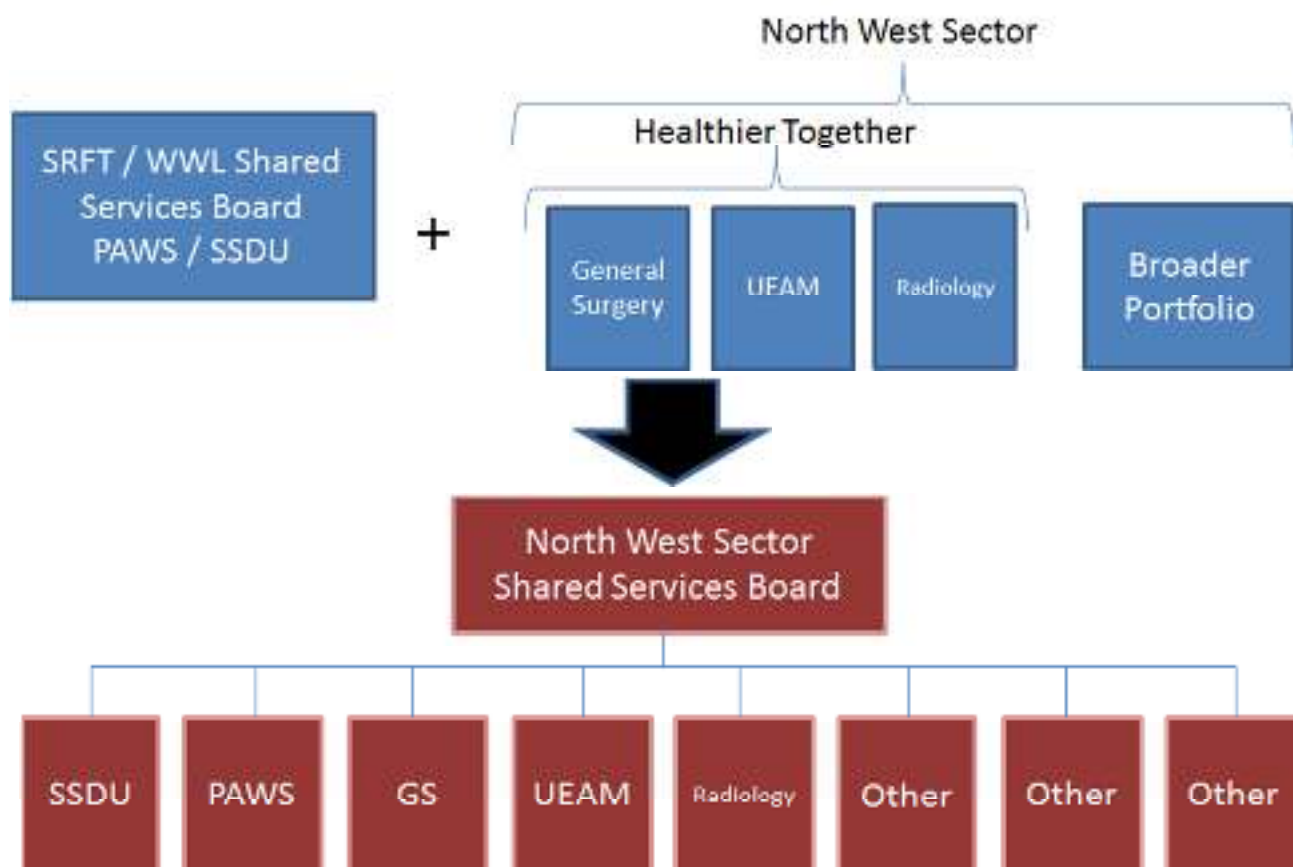 North West Sector
Healthier Together
SRFT / WWL Shared
Services Board
PAWS / SSDU
+
General
Surgery
UEAM
Radiology
Broader
Portfolio
North West Sector
Shared Services Board
SSDU
PAWS
GS
UEAM
Radiology
Other
Other
Other